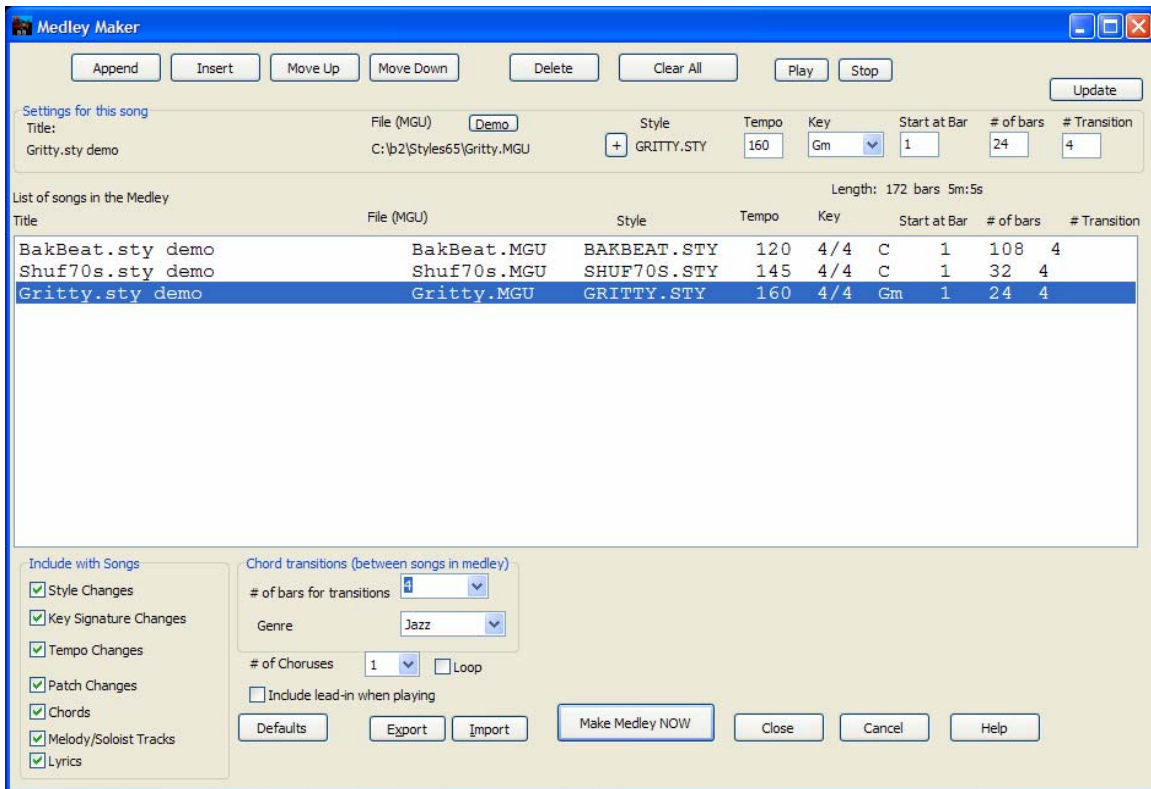 Medley Maker
Append Insert Move Up Move Down Delete Clear All Play Stop
Update
Settings for this song
Title: File (MGU) Demo Style Tempo Key Start at Bar # of bars # Transition
Gritty.sty demo C:\b2\Styles65\Gritty.MGU + GRITTY.STY 160 Gm 1 24 4
Length: 172 bars 5m:5s
List of songs in the Medley
Title File (MGU) Style Tempo Key Start at Bar # of bars # Transition
BakBeat.sty demo BakBeat.MGU BAKBEAT.STY 120 4/4 C 1 108 4
Shuf70s.sty demo Shuf70s.MGU SHUF70S.STY 145 4/4 C 1 32 4
Gritty.sty demo Gritty.MGU GRITTY.STY 160 4/4 Gm 1 24 4
Include with Songs
Style Changes
Key Signature Changes
Tempo Changes
Patch Changes
Chords
Melody/Soloist Tracks
Lyrics
Chord transitions (between songs in medley)
# of bars for transitions 4
Genre Jazz
# of Choruses 1 Loop
Include lead-in when playing
Defaults Export Import Make Medley NOW Close Cancel Help